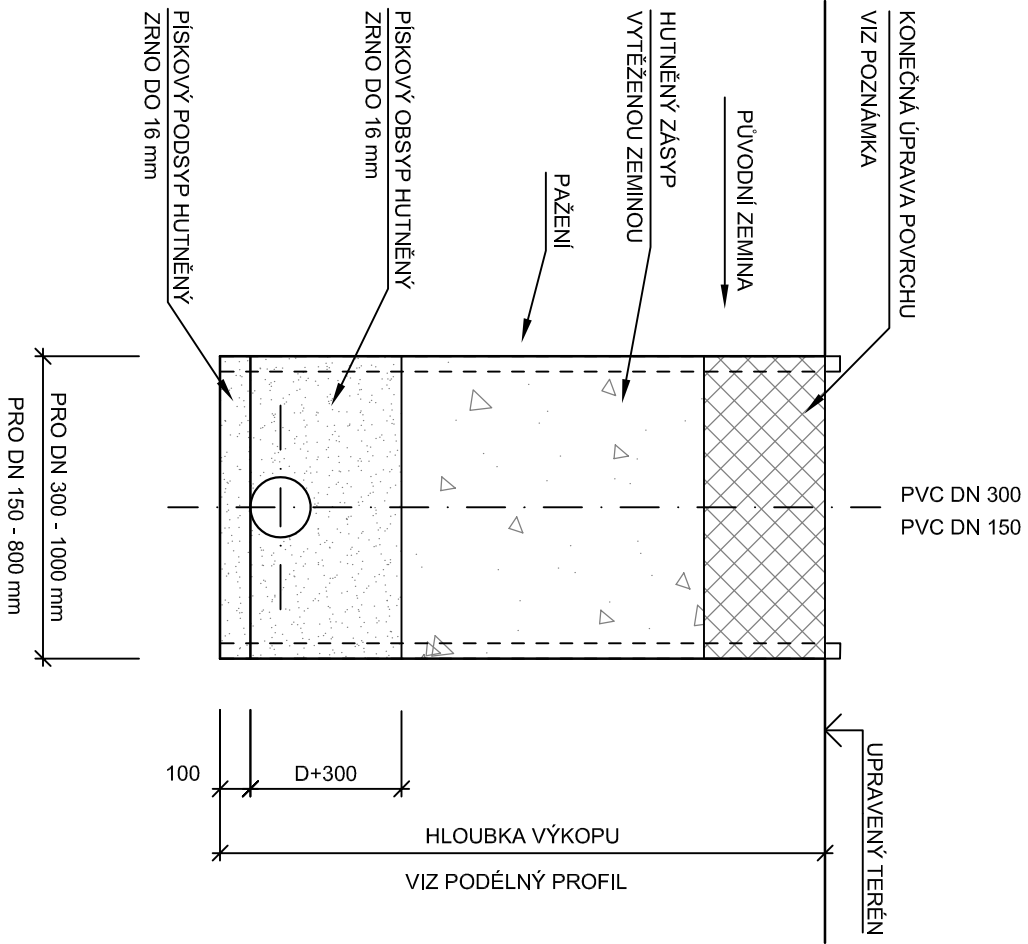 KONEČNÁ ÚPRAVA POVRCHU
VIZ POZNÁMKA
PŮVODNÍ ZEMINA
HUTNĚNÝ ZÁSYP
VYTĚŽENOU ZEMINOU
PAŽENÍ
PÍSKOVÝ OBSYP HUTNĚNÝ
ZRNO DO 16 mm
PÍSKOVÝ PODSYP HUTNĚNÝ
ZRNO DO 16 mm
PVC DN 300
PVC DN 150
PRO DN 300 - 1000 mm
PRO DN 150 - 800 mm
UPRAVENÝ TERÉN
100
D+300
HLOUBKA VÝKOPU
VIZ PODÉLNÝ PROFIL